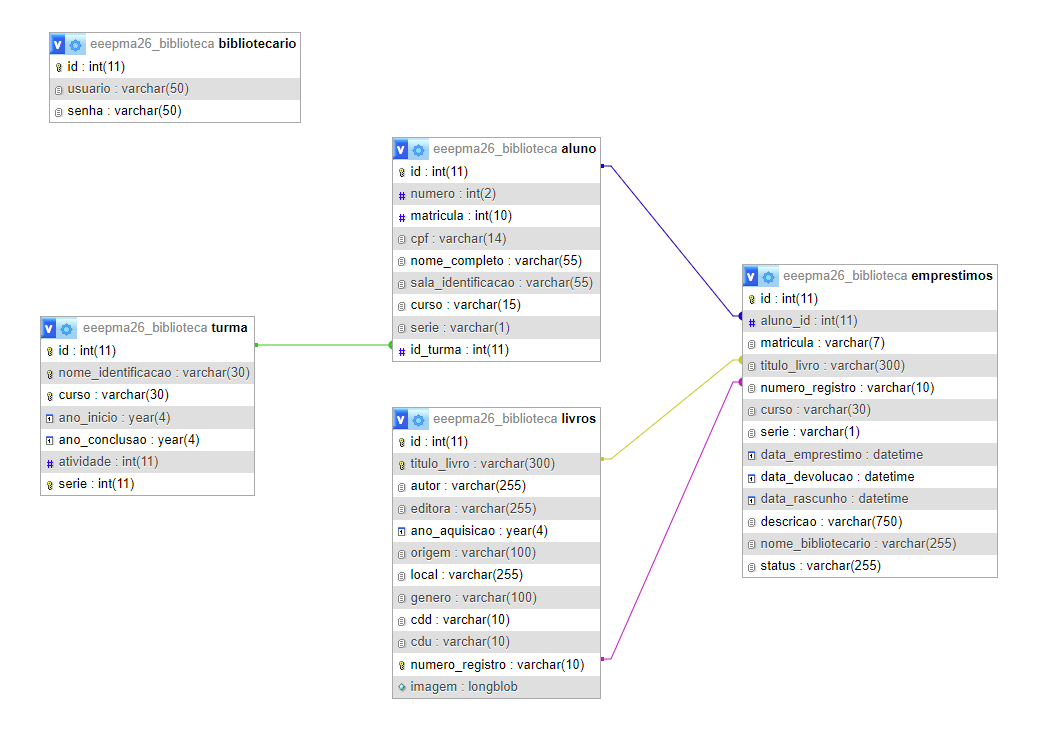 eeepma26_biblioteca bibliotecario
id : int(11)
usuario : varchar(50)
senha : varchar(50)
eeepma26_biblioteca aluno
id : int(11)
numero : int(2)
matricula : int(10)
cpf : varchar(14)
nome_completo : varchar(55)
sala_identificacao : varchar(55)
curso : varchar(15)
serie : varchar(1)
id_turma : int(11)
eeepma26_biblioteca turma
id : int(11)
nome_identificacao : varchar(30)
curso : varchar(30)
ano_inicio : year(4)
ano_conclusao : year(4)
atividade : int(11)
serie : int(11)
eeepma26_biblioteca livros
id : int(11)
titulo_livro : varchar(300)
autor : varchar(255)
editora : varchar(255)
ano_aquisicao : year(4)
origem : varchar(100)
local : varchar(255)
genero : varchar(100)
cdd : varchar(10)
cdu : varchar(10)
numero_registro : varchar(10)
imagem : longblob
eeepma26_biblioteca emprestimos
id : int(11)
aluno_id : int(11)
matricula : varchar(7)
titulo_livro : varchar(300)
numero_registro : varchar(10)
curso : varchar(30)
serie : varchar(1)
data_emprestimo : datetime
data_devolucao : datetime
data_rascunho : datetime
descricao : varchar(750)
nome_bibliotecario : varchar(255)
status : varchar(255)